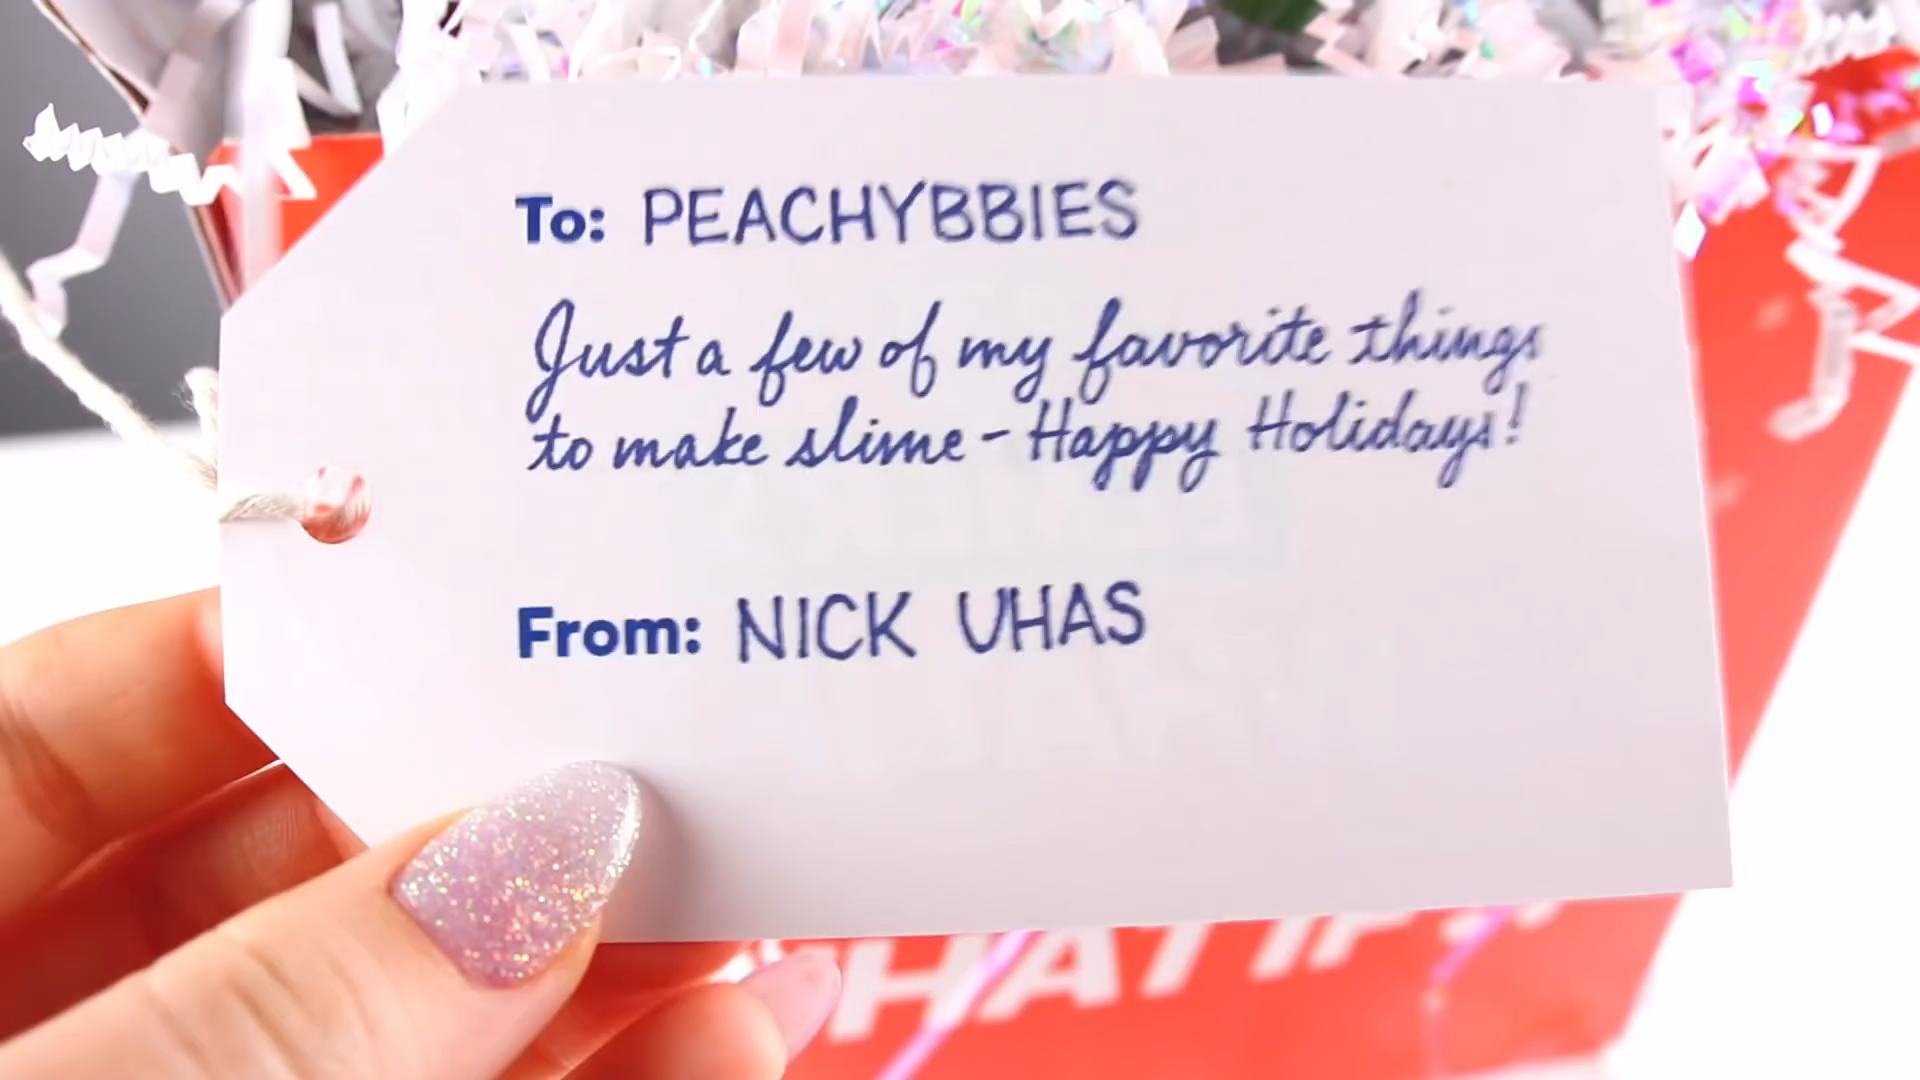 To: PEACHYBBIES
Just a few of my favorite things
to make slime - Happy Holidays!
From: NICK UHAS